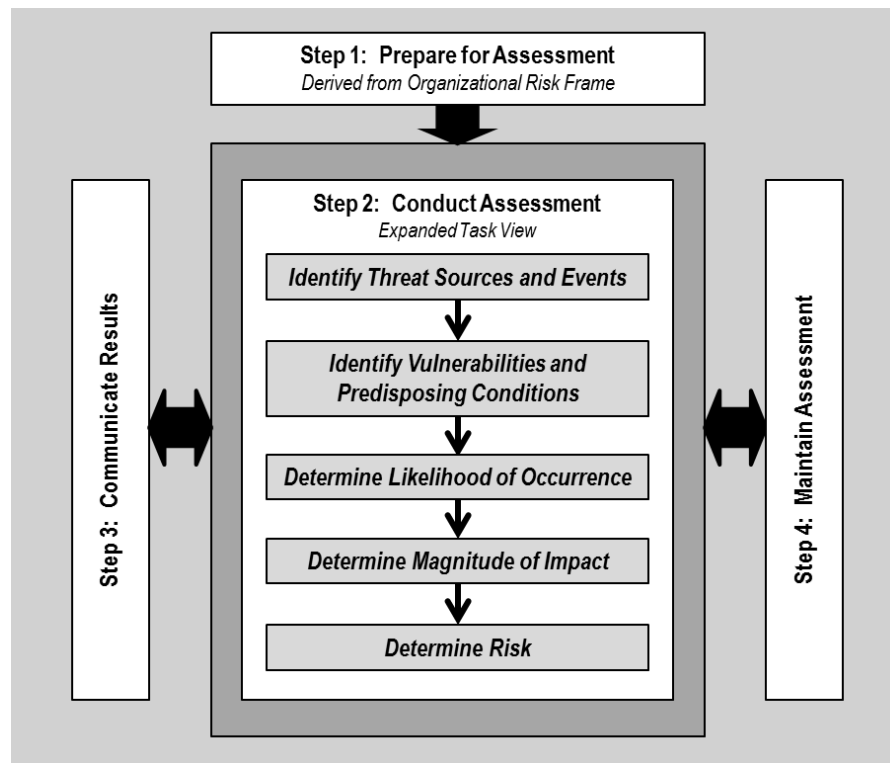 Step 1: Prepare for Assessment
Derived from Organizational Risk Frame
Step 2: Conduct Assessment
Expanded Task View
Identify Threat Sources and Events
Identify Vulnerabilities and
Predisposing Conditions
Determine Likelihood of Occurrence
Determine Magnitude of Impact
Determine Risk
Step 3: Communicate Results
Step 4: Maintain Assessment